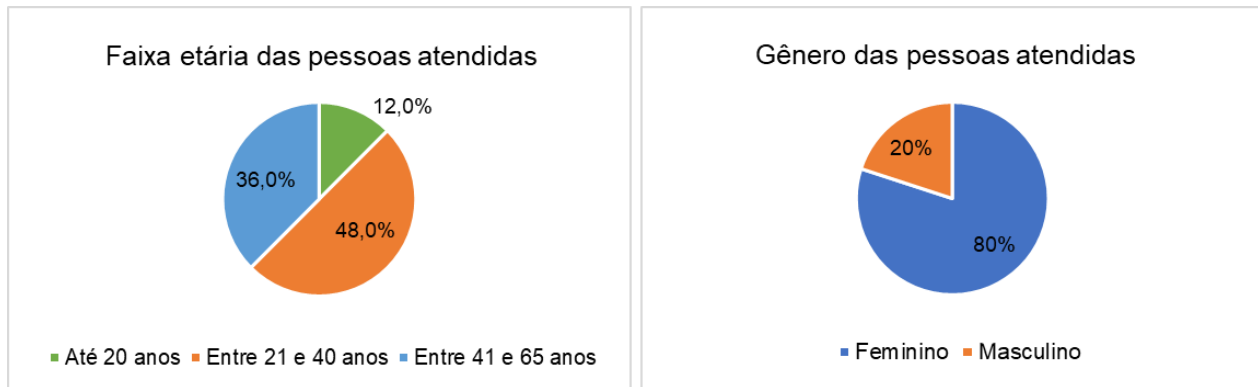 Faixa etária das pessoas atendidas
12,0%
36,0%
48,0%
Até 20 anos Entre 21 e 40 anos Entre 41 e 65 anos
Gênero das pessoas atendidas
20%
80%
Feminino Masculino